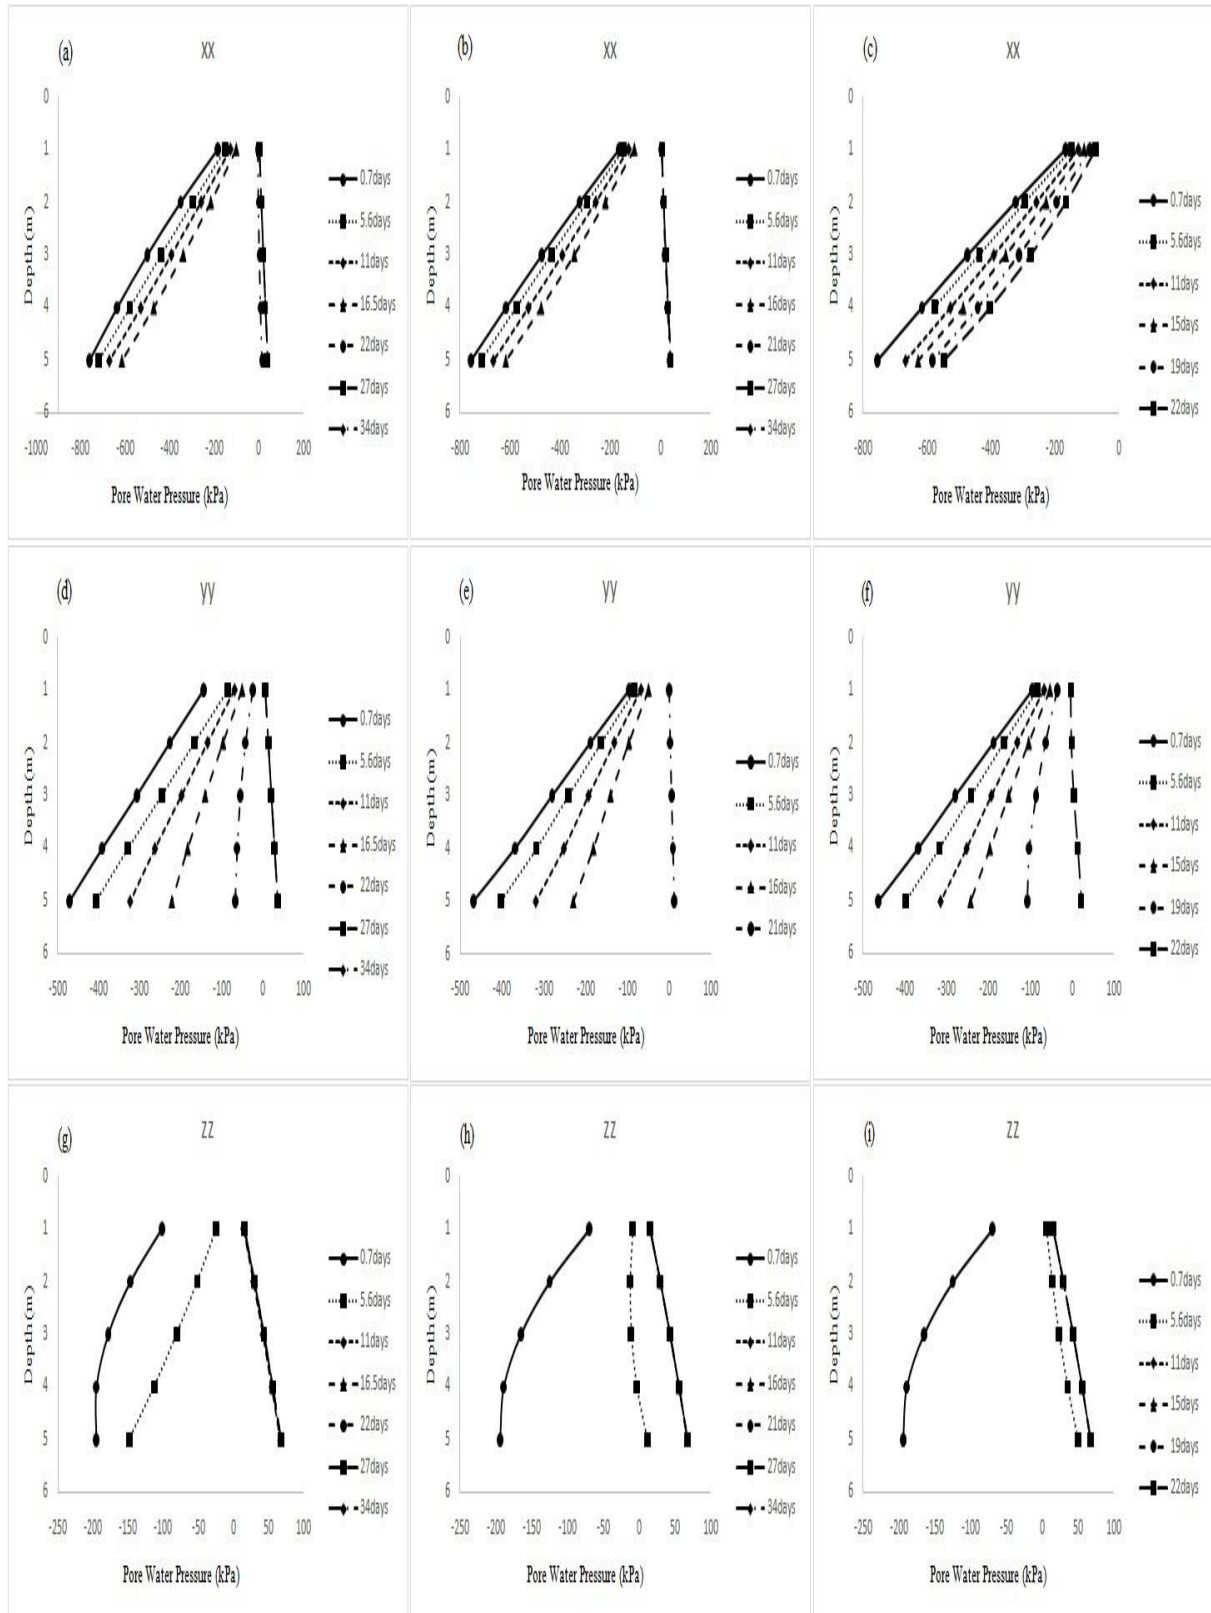 (a) xx
0
1
2
3
4
5
6
Depth(m)
-1000 -800 -600 -400 -200 0 200
Pore Water Pressure (kPa)
0.7days
5.6days
11days
16.5days
22days
27days
34days
(b) xx
0
1
2
3
4
5
6
Depth(m)
-800 -600 -400 -200 0 200
Pore Water Pressure (kPa)
0.7days
5.6days
11days
16days
21days
27days
34days
(c) xx
0
1
2
3
4
5
6
Depth(m)
-800 -600 -400 -200 0
Pore Water Pressure (kPa)
0.7days
5.6days
11days
15days
19days
22days
(d) yy
0
1
2
3
4
5
6
Depth(m)
-500 -400 -300 -200 -100 0 100
Pore Water Pressure (kPa)
0.7days
5.6days
11days
16.5days
22days
27days
34days
(e) yy
0
1
2
3
4
5
6
Depth(m)
-500 -400 -300 -200 -100 0 100
Pore Water Pressure (kPa)
0.7days
5.6days
11days
16days
21days
(f) yy
0
1
2
3
4
5
6
Depth(m)
-500 -400 -300 -200 -100 0 100
Pore Water Pressure (kPa)
0.7days
5.6days
11days
15days
19days
22days
(g) zz
0
1
2
3
4
5
6
Depth(m)
-250 -200 -150 -100 -50 0 50 100
Pore Water Pressure (kPa)
0.7days
5.6days
11days
16.5days
22days
27days
34days
(h) zz
0
1
2
3
4
5
6
Depth(m)
-250 -200 -150 -100 -50 0 50 100
Pore Water Pressure (kPa)
0.7days
5.6days
11days
16days
21days
27days
34days
(i) zz
0
1
2
3
4
5
6
Depth(m)
-250 -200 -150 -100 -50 0 50 100
Pore Water Pressure (kPa)
0.7days
5.6days
11days
15days
19days
22days